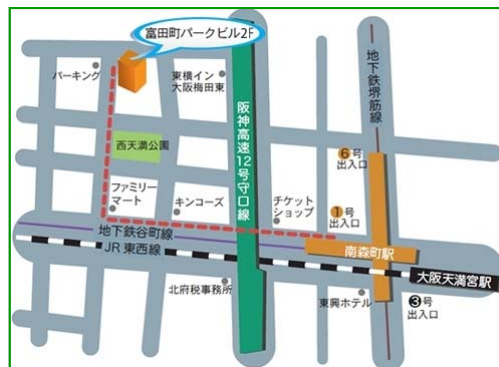 富田町パークビル2F
パーキング
東横イン
大阪梅田東
地下鉄堺筋線
阪神高速12号守口線
西天満公園
6号
出入口
ファミリー
マート
キンコーズ
チケット
ショップ
1号
出入口
地下鉄谷町線
JR東西線
南森町駅
大阪天満宮駅
北府税事務所
東興ホテル
3号
出入口